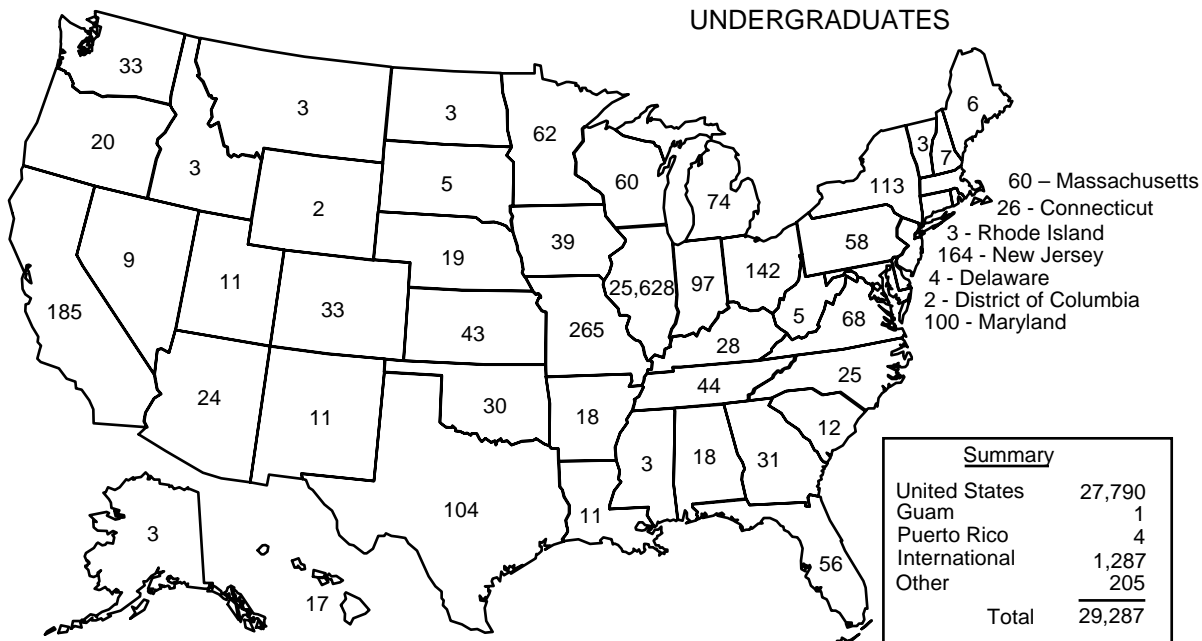 UNDERGRADUATES
33
3
3
62
6
20
3
5
60
74
3
7
113
2
60 – Massachusetts
26 - Connecticut
3 - Rhode Island
164 - New Jersey
4 - Delaware
2 - District of Columbia
100 - Maryland
9
11
19
39
58
185
33
25,628
97
142
43
265
5
68
28
24
11
30
18
44
25
12
3
18
31
104
11
56
3
17
Summary
United States 27,790
Guam 1
Puerto Rico 4
International 1,287
Other 205
Total 29,287